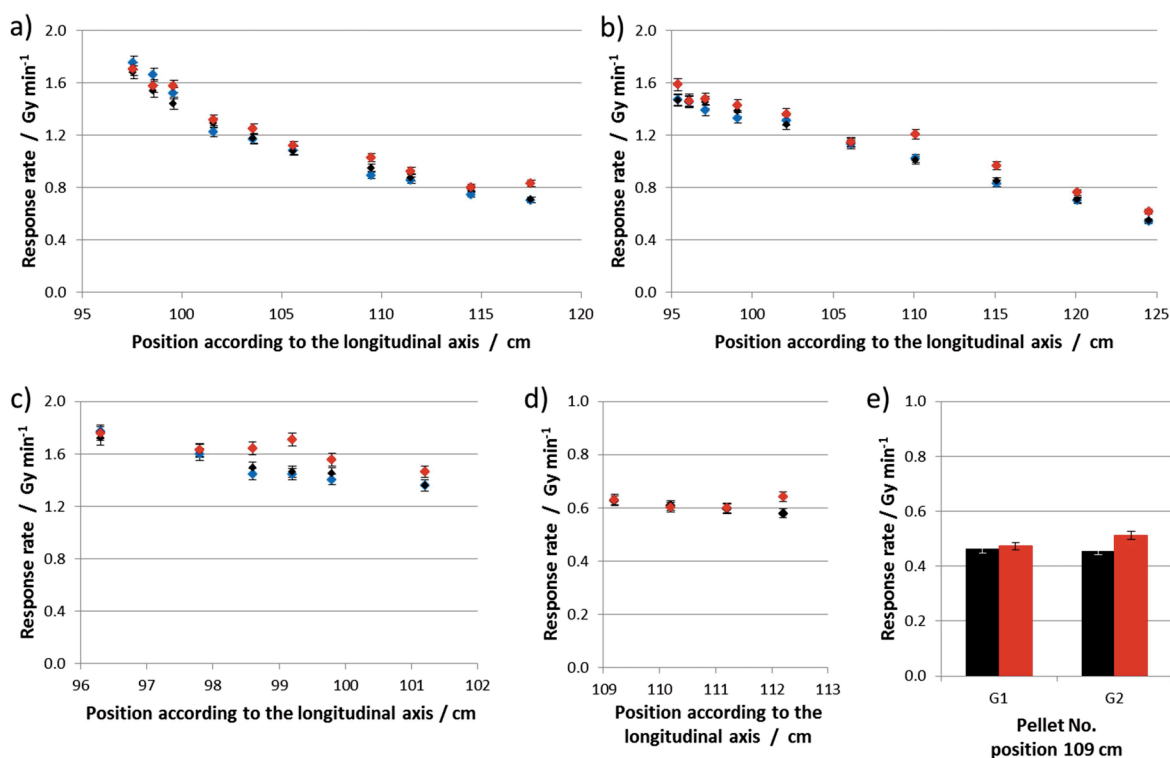 a)
Response rate / Gy min⁻¹
2.0
1.6
1.2
0.8
0.4
0.0
95 100 105 110 115 120
Position according to the longitudinal axis / cm
b)
Response rate / Gy min⁻¹
2.0
1.6
1.2
0.8
0.4
0.0
95 100 105 110 115 120 125
Position according to the longitudinal axis / cm
c)
Response rate / Gy min⁻¹
2.0
1.6
1.2
0.8
0.4
0.0
96 97 98 99 100 101 102
Position according to the longitudinal axis / cm
d)
Response rate / Gy min⁻¹
1.0
0.8
0.6
0.4
0.2
0.0
109 110 111 112 113
Position according to the
longitudinal axis / cm
e)
Response rate / Gy min⁻¹
1.0
0.8
0.6
0.4
0.2
0.0
G1 G2
Pellet No.
position 109 cm